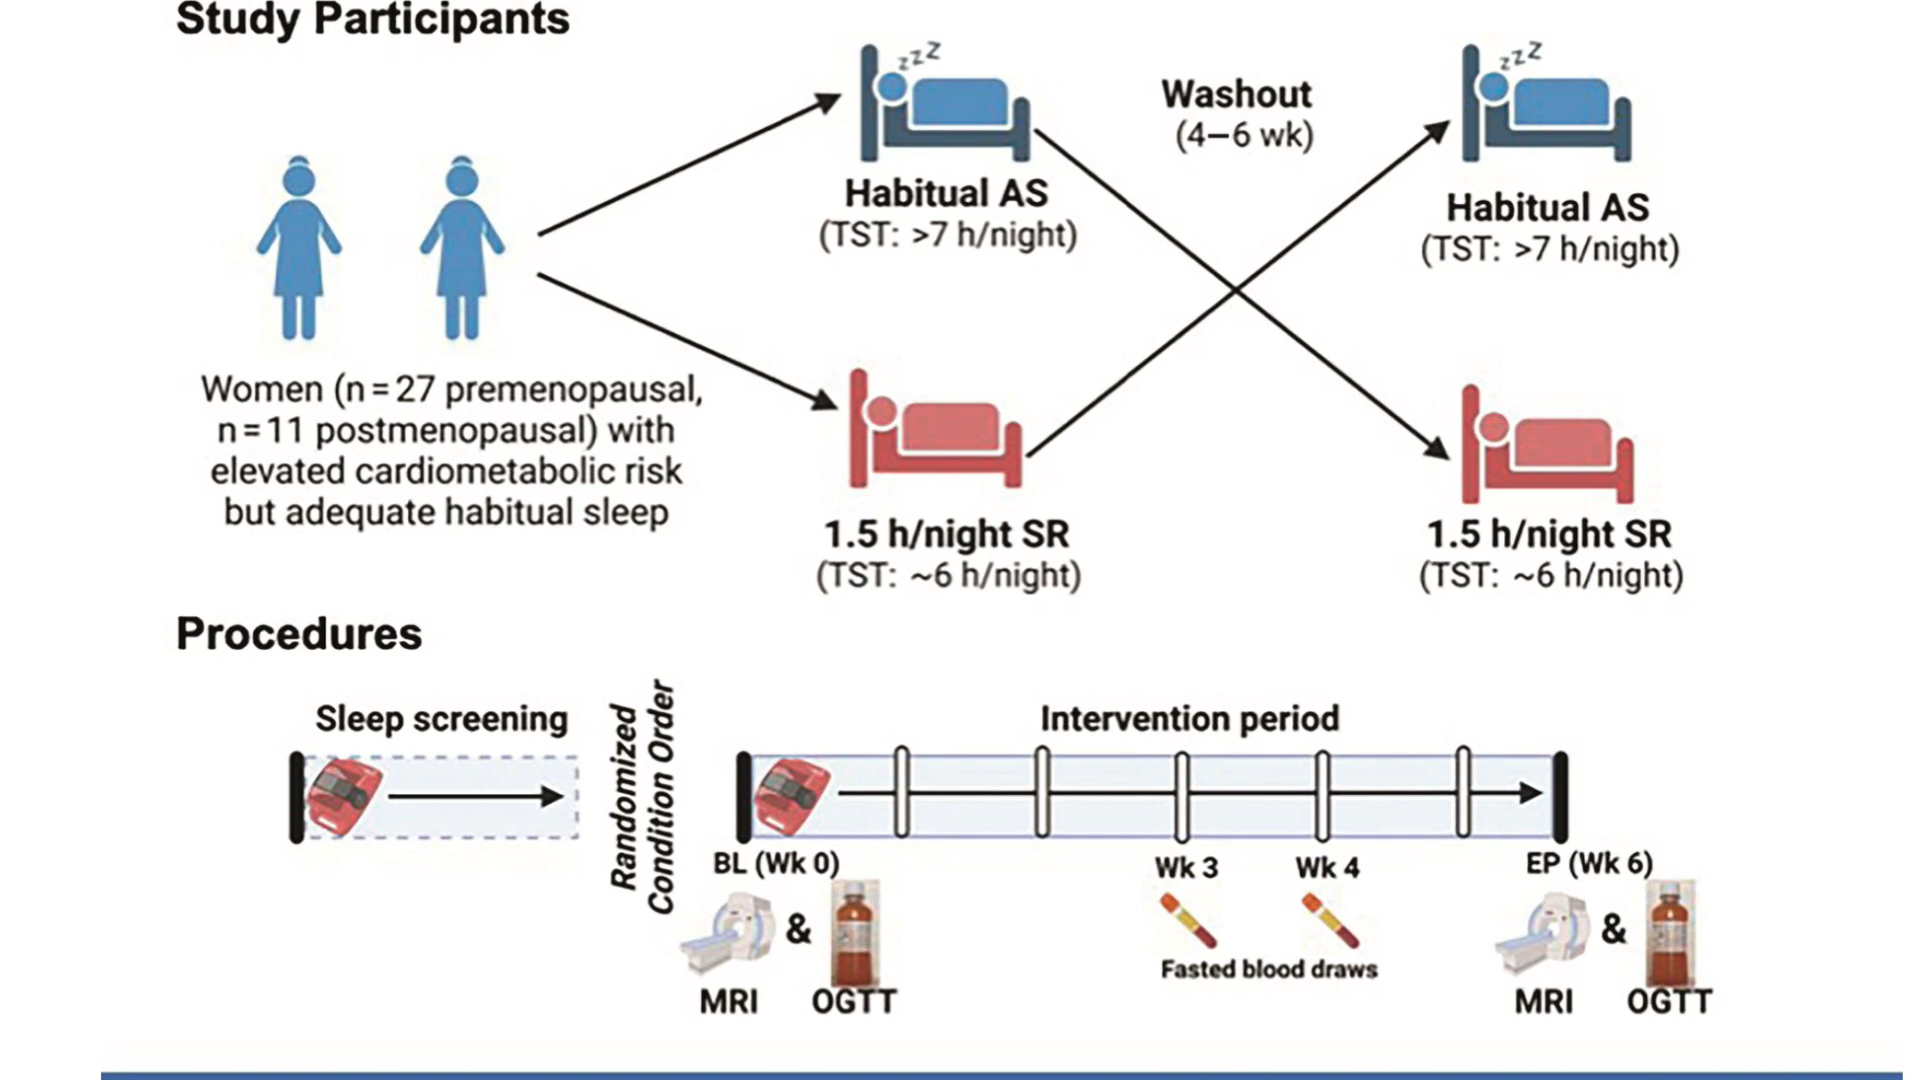 Study Participants
zzZ
zzZ
Washout
(4–6 wk)
Habitual AS
(TST: >7 h/night)
Habitual AS
(TST: >7 h/night)
Women (n = 27 premenopausal,
n = 11 postmenopausal) with
elevated cardiometabolic risk
but adequate habitual sleep
1.5 h/night SR
(TST: ~6 h/night)
1.5 h/night SR
(TST: ~6 h/night)
Procedures
Sleep screening
Randomized
Condition Order
Intervention period
BL (Wk 0)
Wk 3
Wk 4
EP (Wk 6)
&
&
Fasted blood draws
MRI
OGTT
MRI
OGTT